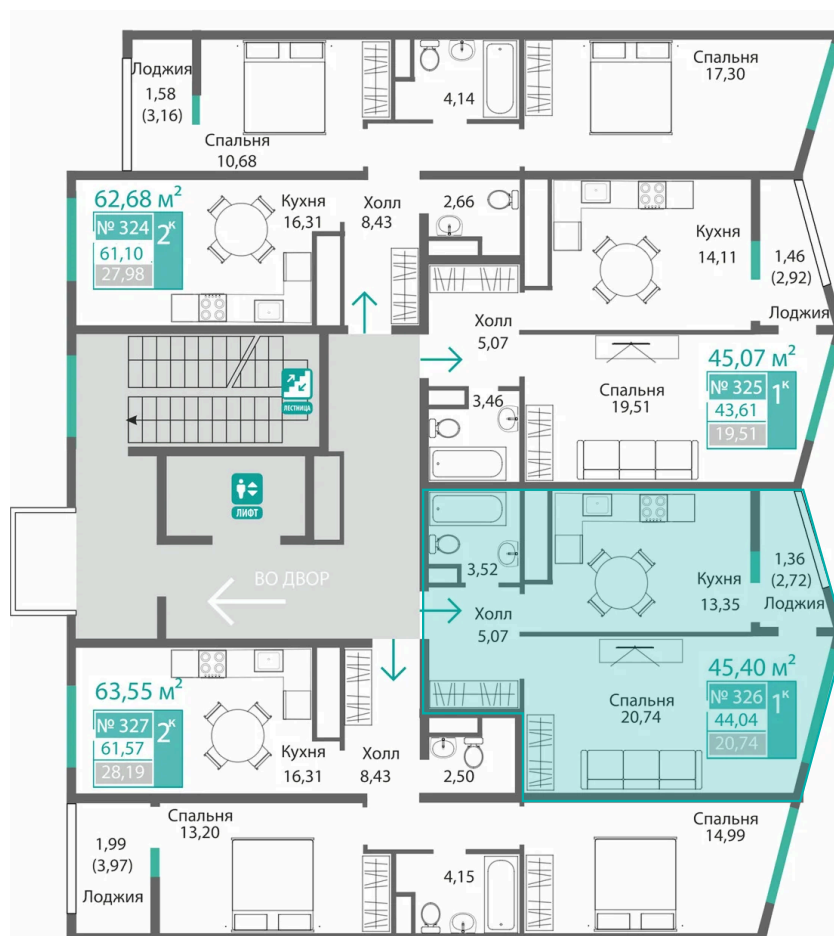 Лоджия
1,58
(3,16)
Спальня
10,68
4,14
Спальня
17,30
62,68 м²
№ 324
61,10
27,98
2ᴷ
Кухня
16,31
Холл
8,43
2,66
Кухня
14,11
1,46
(2,92)
Лоджия
Холл
5,07
45,07 м²
№ 325
43,61
19,51
1ᴷ
Спальня
19,51
3,46
ЛЕСТНИЦА
ЛИФТ
ВО ДВОР
3,52
Кухня
13,35
1,36
(2,72)
Лоджия
Холл
5,07
45,40 м²
№ 326
44,04
20,74
1ᴷ
Спальня
20,74
63,55 м²
№ 327
61,57
28,19
2ᴷ
Кухня
16,31
Холл
8,43
2,50
Спальня
13,20
Спальня
14,99
1,99
(3,97)
Лоджия
4,15